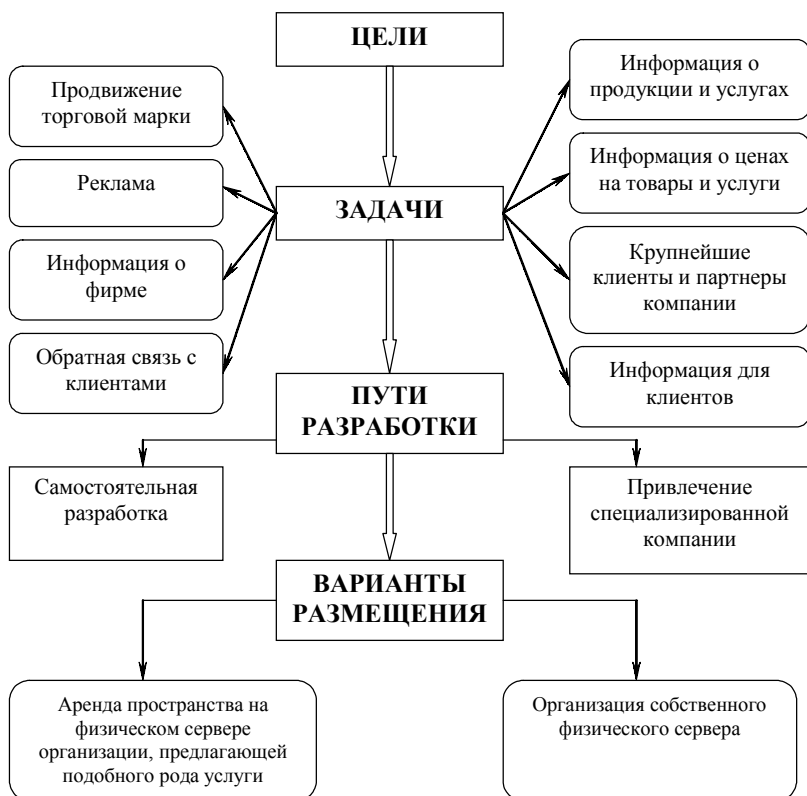 ЦЕЛИ
Продвижение
торговой марки
Реклама
Информация о
фирме
Обратная связь с
клиентами
ЗАДАЧИ
Информация о
продукции и услугах
Информация о ценах
на товары и услуги
Крупнейшие
клиенты и партнеры
компании
Информация для
клиентов
ПУТИ
РАЗРАБОТКИ
Самостоятельная
разработка
Привлечение
специализированной
компании
ВАРИАНТЫ
РАЗМЕЩЕНИЯ
Аренда пространства на
физическом сервере
организации, предлагающей
подобного рода услуги
Организация собственного
физического сервера